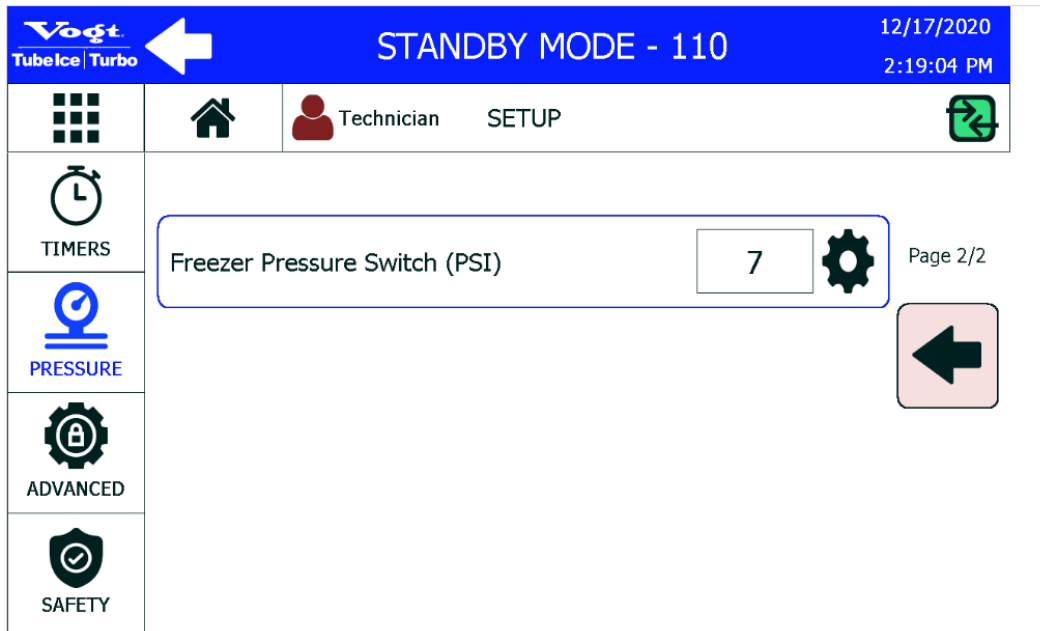 Vogt.
TubeIce | Turbo
STANDBY MODE - 110
12/17/2020
2:19:04 PM
Technician
SETUP
TIMERS
Freezer Pressure Switch (PSI)
7
Page 2/2
PRESSURE
ADVANCED
SAFETY